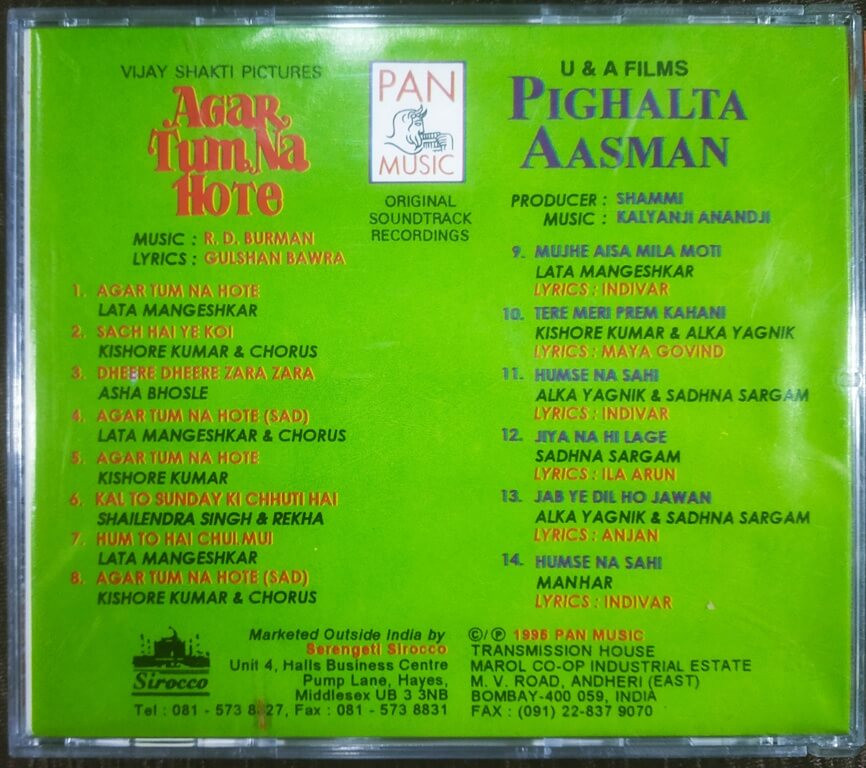 VIJAY SHAKTI PICTURES
AGAR
TUM NA
HOTE
MUSIC : R. D. BURMAN
LYRICS : GULSHAN BAWRA
1. AGAR TUM NA HOTE
LATA MANGESHKAR
2. SACH HAI YE KOI
KISHORE KUMAR & CHORUS
3. DHEERE DHEERE ZARA ZARA
ASHA BHOSLE
4. AGAR TUM NA HOTE (SAD)
LATA MANGESHKAR & CHORUS
5. AGAR TUM NA HOTE
KISHORE KUMAR
6. KAL TO SUNDAY KI CHHUTI HAI
SHAILENDRA SINGH & REKHA
7. HUM TO HAI CHUI.MUI
LATA MANGESHKAR
8. AGAR TUM NA HOTE (SAD)
KISHORE KUMAR & CHORUS
PAN
MUSIC
ORIGINAL
SOUNDTRACK
RECORDINGS
U & A FILMS
PIGHALTA
AASMAN
PRODUCER : SHAMMI
MUSIC : KALYANJI ANANDJI
9. MUJHE AISA MILA MOTI
LATA MANGESHKAR
LYRICS : INDIVAR
10. TERE MERI PREM KAHANI
KISHORE KUMAR & ALKA YAGNIK
LYRICS : MAYA GOVIND
11. HUMSE NA SAHI
ALKA YAGNIK & SADHNA SARGAM
LYRICS : INDIVAR
12. JIYA NA HI LAGE
SADHNA SARGAM
LYRICS : ILA ARUN
13. JAB YE DIL HO JAWAN
ALKA YAGNIK & SADHNA SARGAM
LYRICS : ANJAN
14. HUMSE NA SAHI
MANHAR
LYRICS : INDIVAR
Sirocco
Marketed Outside India by
Serengeti Sirocco
Unit 4, Halls Business Centre
Pump Lane, Hayes,
Middlesex UB 3 3NB
Tel : 081 - 573 Fax : 081 - 573 8831
©/℗ 1995 PAN MUSIC
TRANSMISSION HOUSE
MAROL CO-OP INDUSTRIAL ESTATE
M. V. ROAD, ANDHERI (EAST)
BOMBAY-400 059, INDIA
FAX : (091) 22-837 9070